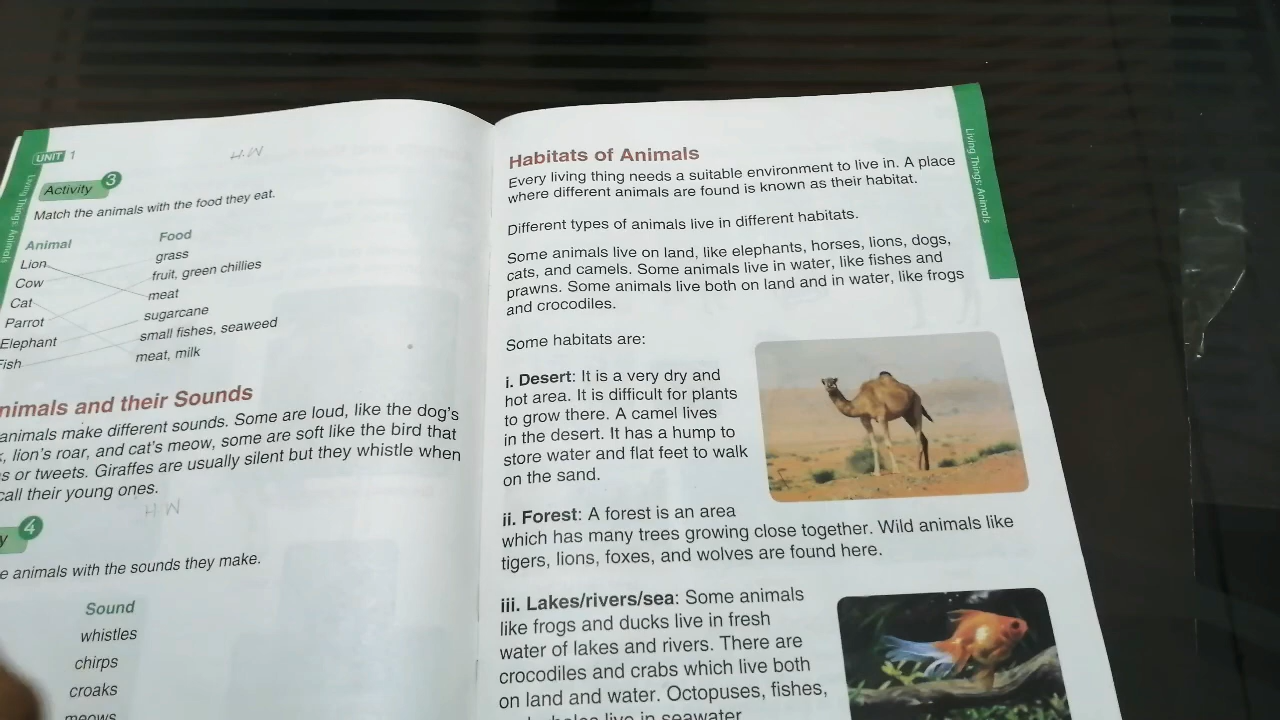 UNIT 1
H.W
Living Things: Animals
Activity 3
Match the animals with the food they eat.
Animal
Lion
Cow
Cat
Parrot
Elephant
Fish
Food
grass
fruit, green chillies
meat
sugarcane
small fishes, seaweed
meat, milk
and their Sounds
animals make different sounds. Some are loud, like the dog's
lion's roar, and cat's meow, some are soft like the bird that
or tweets. Giraffes are usually silent but they whistle when
call their young ones.
H W
4
animals with the sounds they make.
Sound
whistles
chirps
croaks
meows
Habitats of Animals
Every living thing needs a suitable environment to live in. A place
where different animals are found is known as their habitat.
Different types of animals live in different habitats.
Some animals live on land, like elephants, horses, lions, dogs,
cats, and camels. Some animals live in water, like fishes and
prawns. Some animals live both on land and in water, like frogs
and crocodiles.
Some habitats are:
i. Desert: It is a very dry and
hot area. It is difficult for plants
to grow there. A camel lives
in the desert. It has a hump to
store water and flat feet to walk
on the sand.
ii. Forest: A forest is an area
which has many trees growing close together. Wild animals like
tigers, lions, foxes, and wolves are found here.
iii. Lakes/rivers/sea: Some animals
like frogs and ducks live in fresh
water of lakes and rivers. There are
crocodiles and crabs which live both
on land and water. Octopuses, fishes,
live in seawater
Living Things: Animals